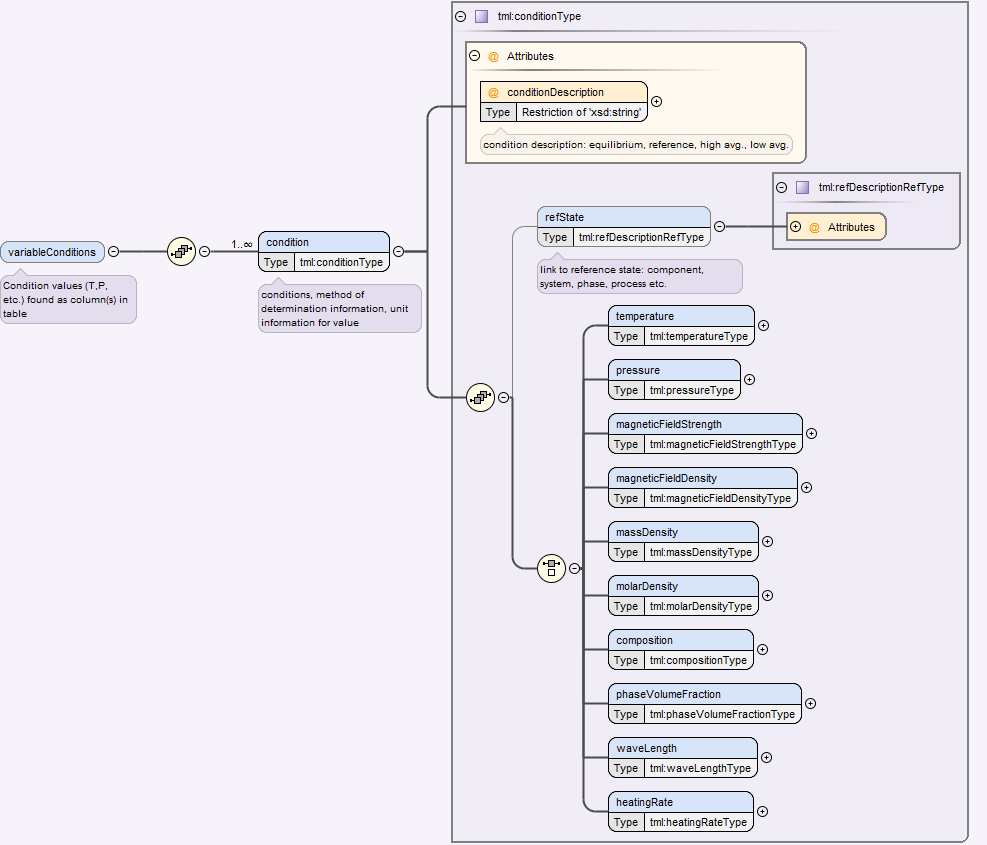 tml:conditionType
@ Attributes
@ conditionDescription
Type Restriction of 'xsd:string'
condition description: equilibrium, reference, high avg., low avg.
tml:refDescriptionRefType
@ Attributes
refState
Type tml:refDescriptionRefType
link to reference state: component,
system, phase, process etc.
variableConditions
Condition values (T,P,
etc.) found as column(s) in
table
1..∞
condition
Type tml:conditionType
conditions, method of
determination information, unit
information for value
temperature
Type tml:temperatureType
pressure
Type tml:pressureType
magneticFieldStrength
Type tml:magneticFieldStrengthType
magneticFieldDensity
Type tml:magneticFieldDensityType
massDensity
Type tml:massDensityType
molarDensity
Type tml:molarDensityType
composition
Type tml:compositionType
phaseVolumeFraction
Type tml:phaseVolumeFractionType
waveLength
Type tml:waveLengthType
heatingRate
Type tml:heatingRateType